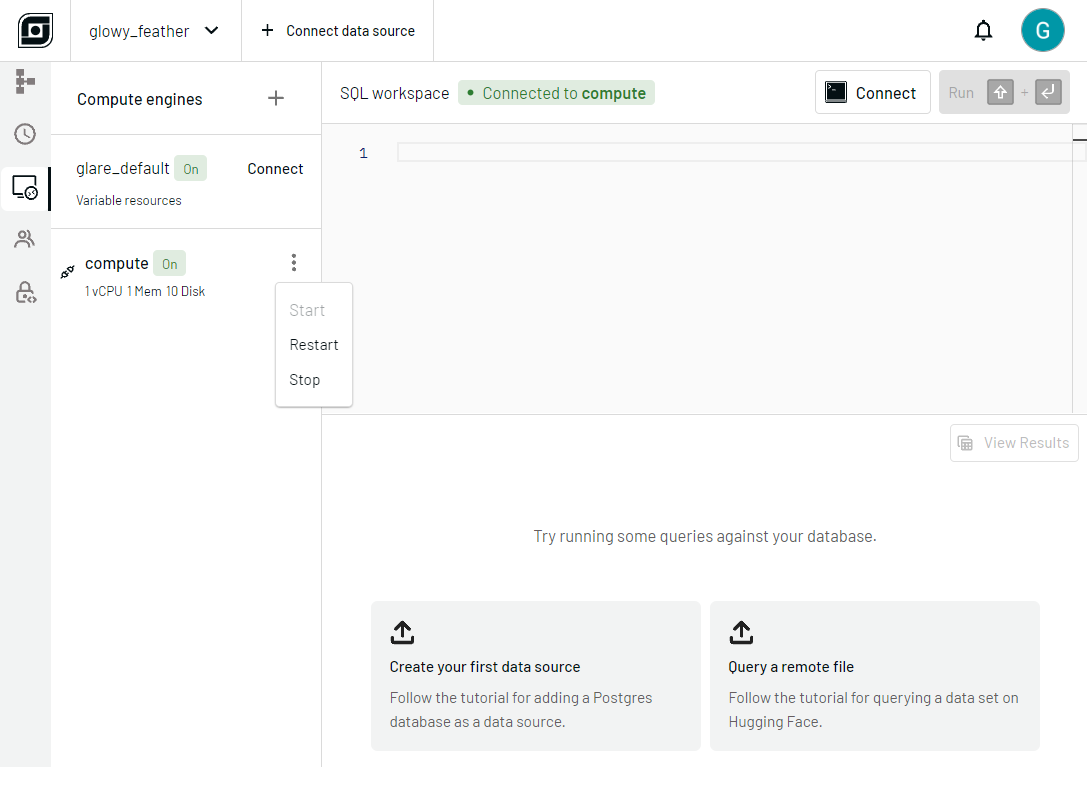 glowy_feather
Connect data source
G
Compute engines
SQL workspace
Connected to compute
Connect
Run
+
glare_default
On
Connect
Variable resources
compute
On
1 vCPU 1 Mem 10 Disk
Start
Restart
Stop
1
View Results
Try running some queries against your database.
Create your first data source
Follow the tutorial for adding a Postgres
database as a data source.
Query a remote file
Follow the tutorial for querying a data set on
Hugging Face.